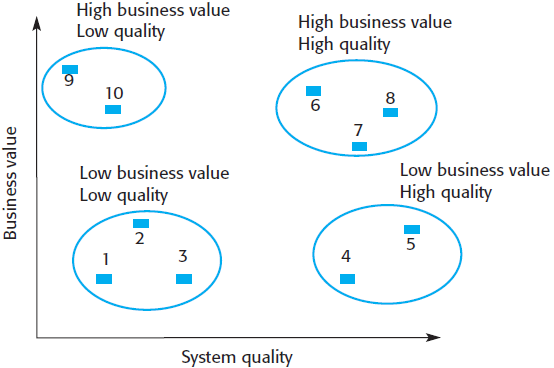 High business value
Low quality
High business value
High quality
9
10
6
8
7
Low business value
Low quality
Low business value
High quality
2
1
3
4
5
Business value
System quality